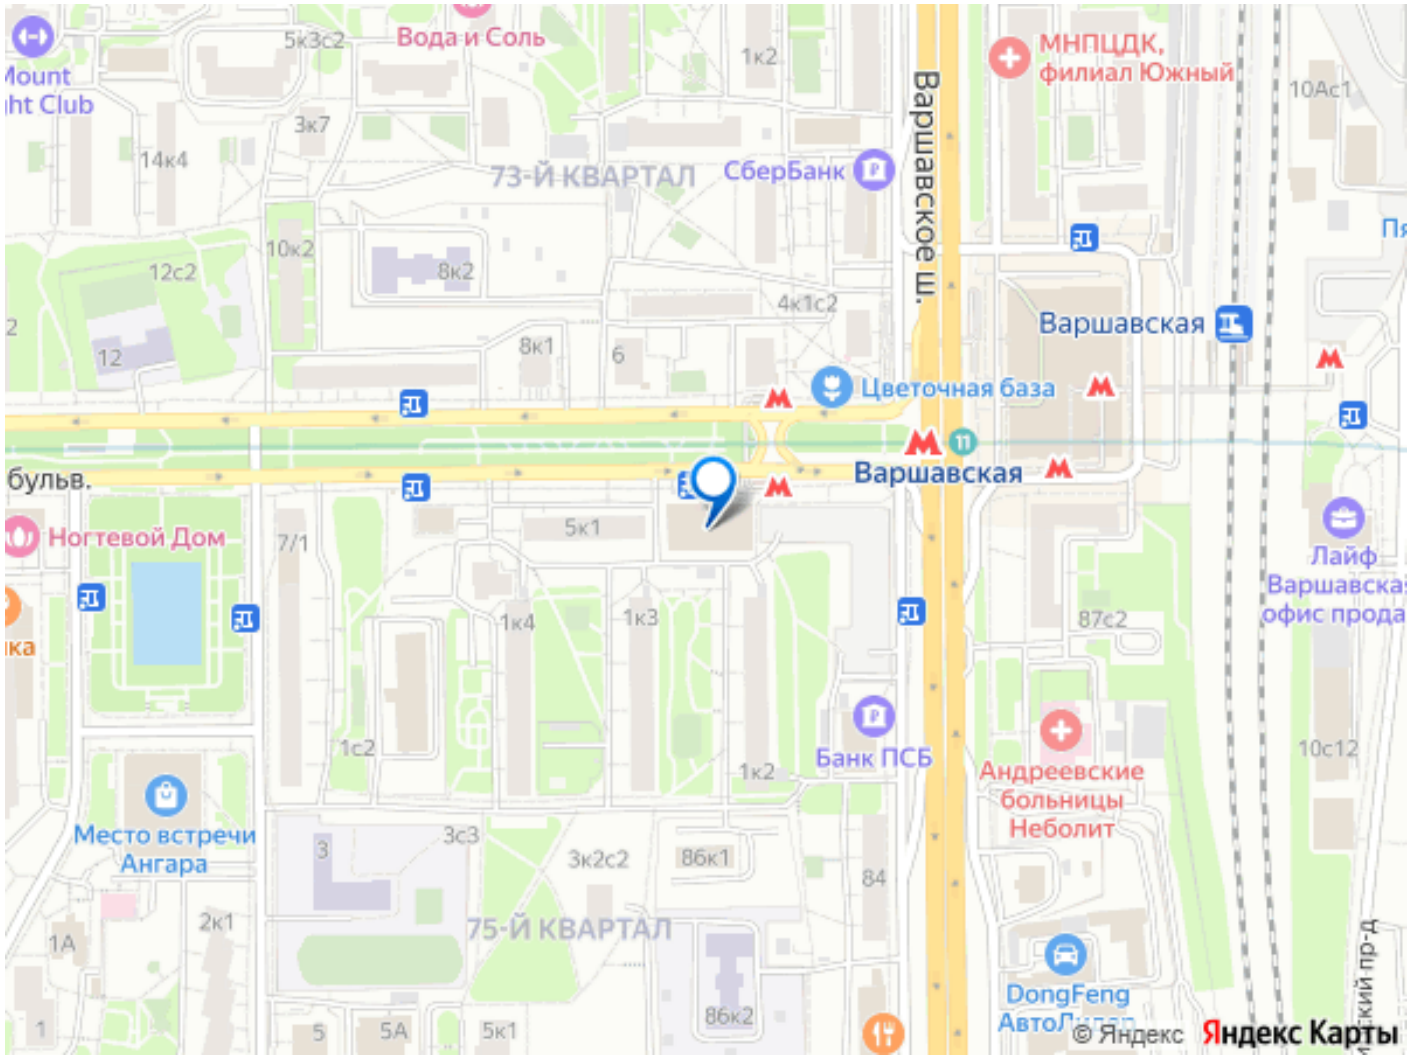 5к3с2
Вода и Соль
1к2
Варшавское ш.
МНПЦДК,
филиал Южный
10Ас1
Mount
ht Club
3к7
14к4
73-Й КВАРТАЛ
СберБанк
10к2
12с2
8к2
4к1с2
Варшавская
2
12
8к1
6
Цветочная база
11
Варшавская
бульв.
5к1
Ногтевой Дом
7/1
Лайф
Варшавска
офис прода
1к4
1к3
87с2
ка
1с2
1к2
Банк ПСБ
10с12
Андреевские
больницы
Неболит
Место встречи
Ангара
3
3с3
3к2с2
86к1
84
2к1
1А
75-Й КВАРТАЛ
DongFeng
1
5
5А
5к1
86к2
© Яндекс
Яндекс Карты